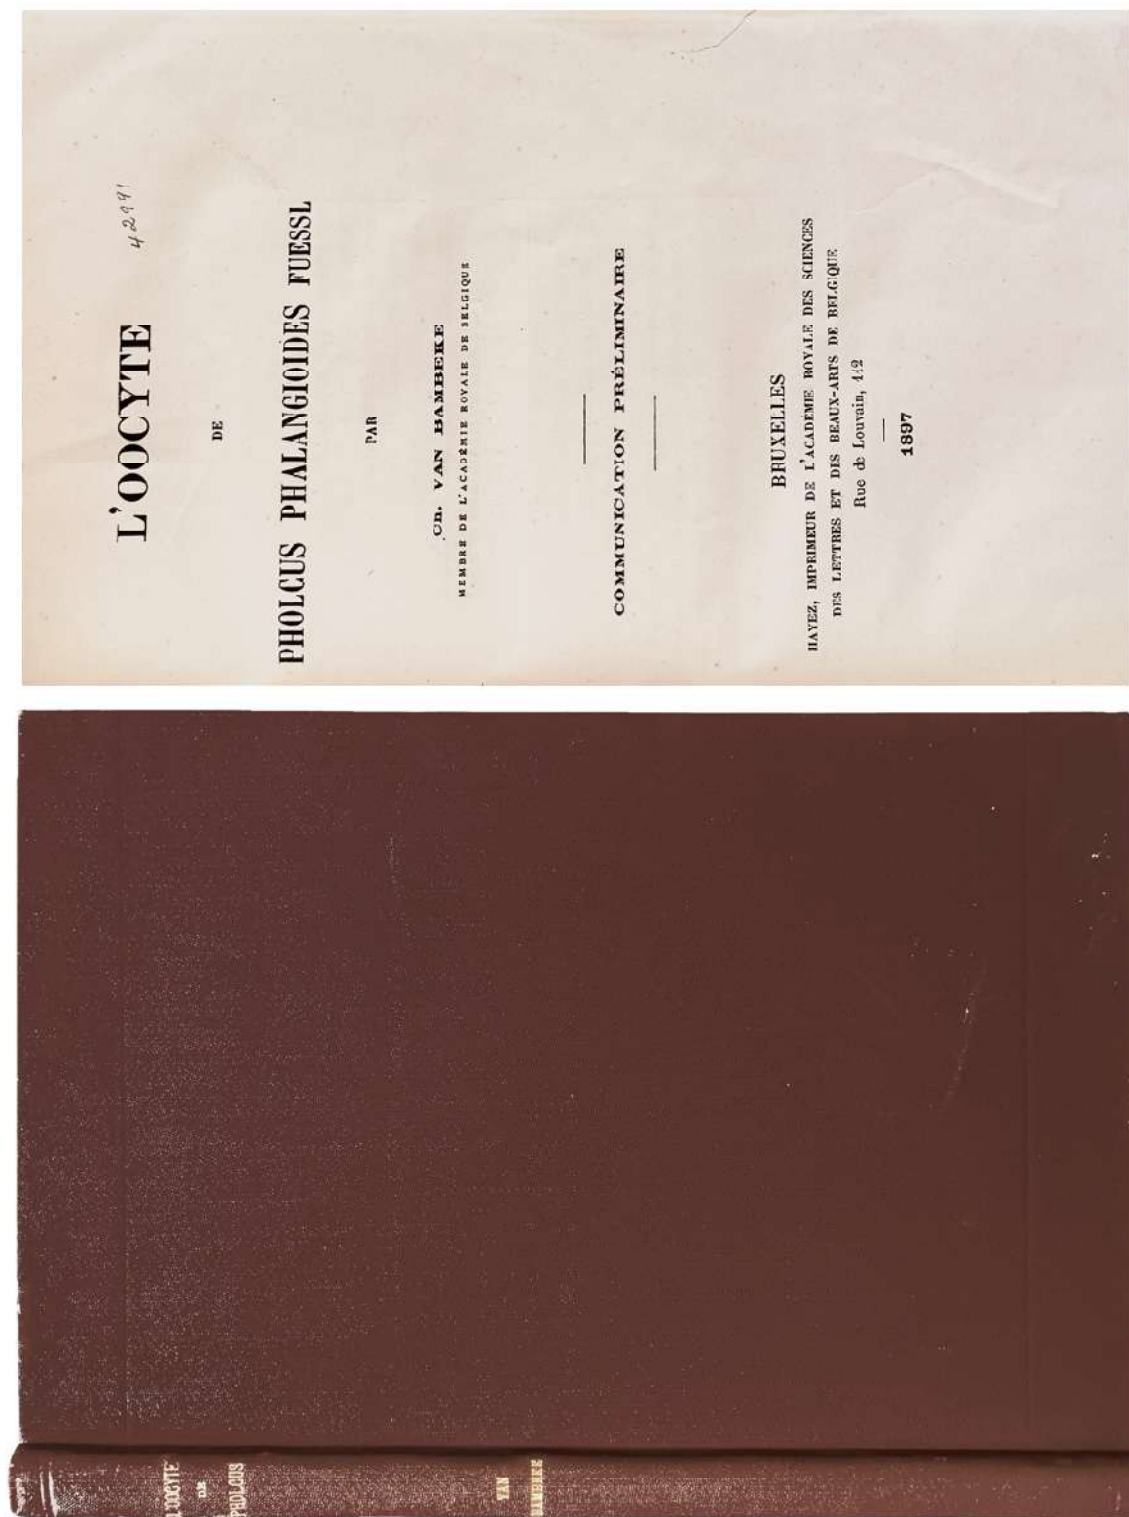 L'OOCYTE
42991
DE
PHOLCUS PHALANGIOIDES FUESSL
PAR
CH. VAN BAMBEKE
MEMBRE DE L'ACADÉMIE ROYALE DE BELGIQUE
COMMUNICATION PRÉLIMINAIRE
BRUXELLES
HAYEZ, IMPRIMEUR DE L'ACADÉMIE ROYALE DES SCIENCES
DES LETTRES ET DES BEAUX-ARTS DE BELGIQUE
Rue de Louvain, 112
1897
L'OOCYTE
DE
PHOLCUS
VAN
BAMBEKE